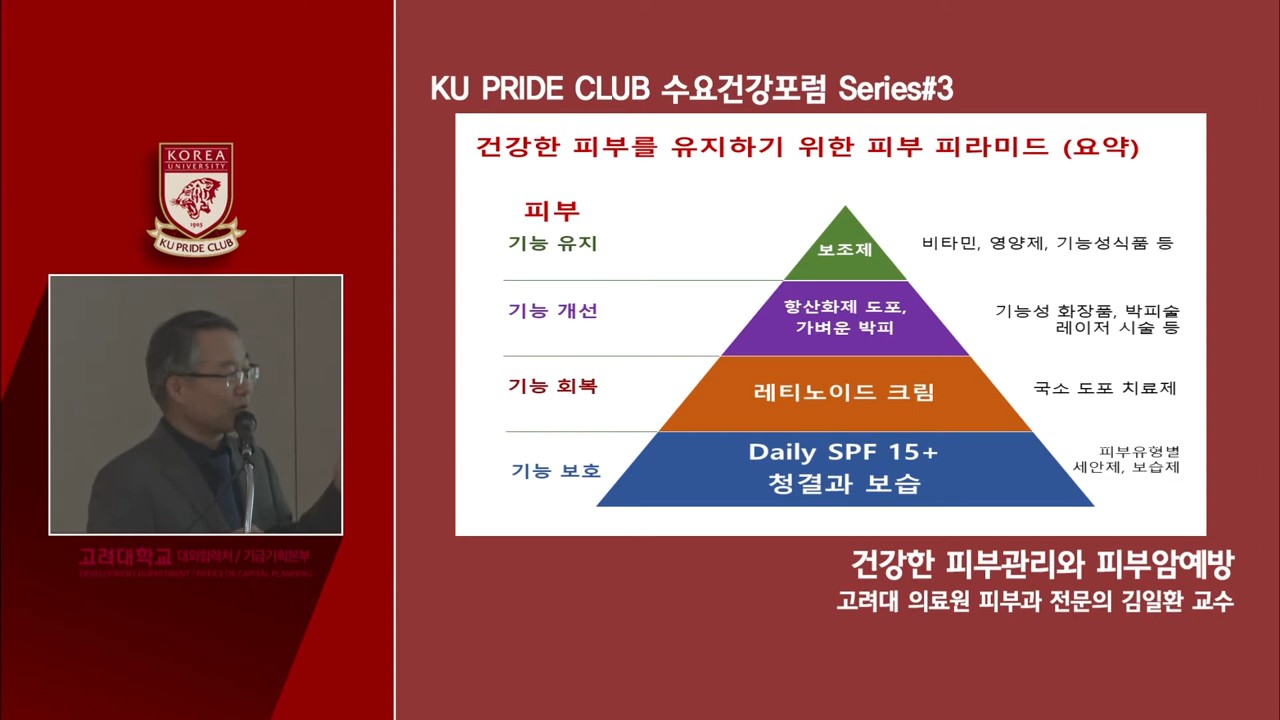 KU PRIDE CLUB 수요건강포럼 Series#3
KOREA
UNIVERSITY
1905
KU PRIDE CLUB
건강한 피부를 유지하기 위한 피부 피라미드 (요약)
피부
기능 유지
보조제
비타민, 영양제, 기능성식품 등
기능 개선
항산화제 도포,
가벼운 박피
기능성 화장품, 박피술
레이저 시술 등
기능 회복
레티노이드 크림
국소 도포 치료제
기능 보호
Daily SPF 15+
청결과 보습
피부유형별
세안제, 보습제
고려대학교 대외협력처 / 기금기획본부
DEVELOPMENT DEPARTMENT / OFFICE OF CAPITAL PLANNING
건강한 피부관리와 피부암예방
고려대 의료원 피부과 전문의 김일환 교수